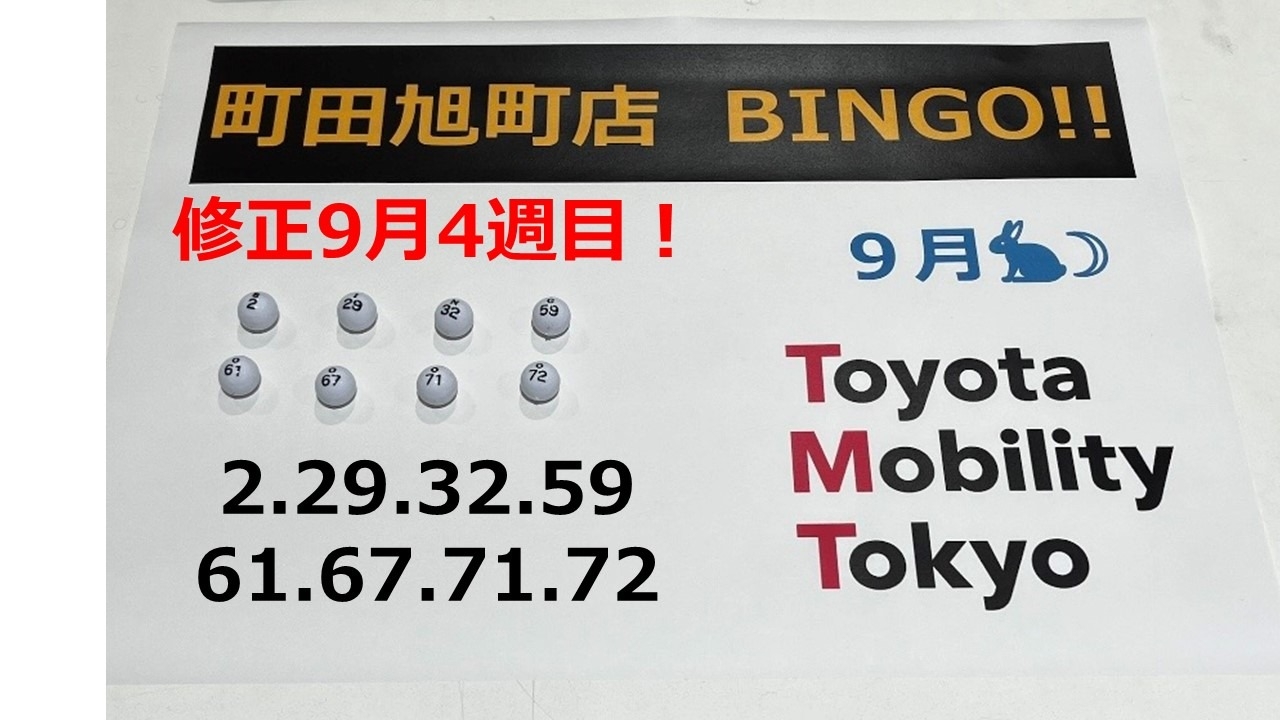 町田旭町店 BINGO!!
修正9月4週目！
9月
B 2
I 29
N 32
G 59
O 61
O 67
O 71
O 72
2.29.32.59
61.67.71.72
Toyota
Mobility
Tokyo